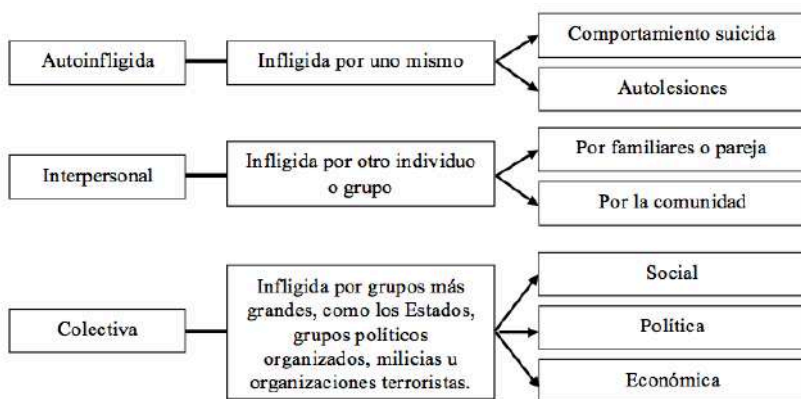 Autoinfligida
Infligida por uno mismo
Comportamiento suicida
Autolesiones
Interpersonal
Infligida por otro individuo
o grupo
Por familiares o pareja
Por la comunidad
Colectiva
Infligida por grupos más
grandes, como los Estados,
grupos políticos
organizados, milicias u
organizaciones terroristas.
Social
Política
Económica